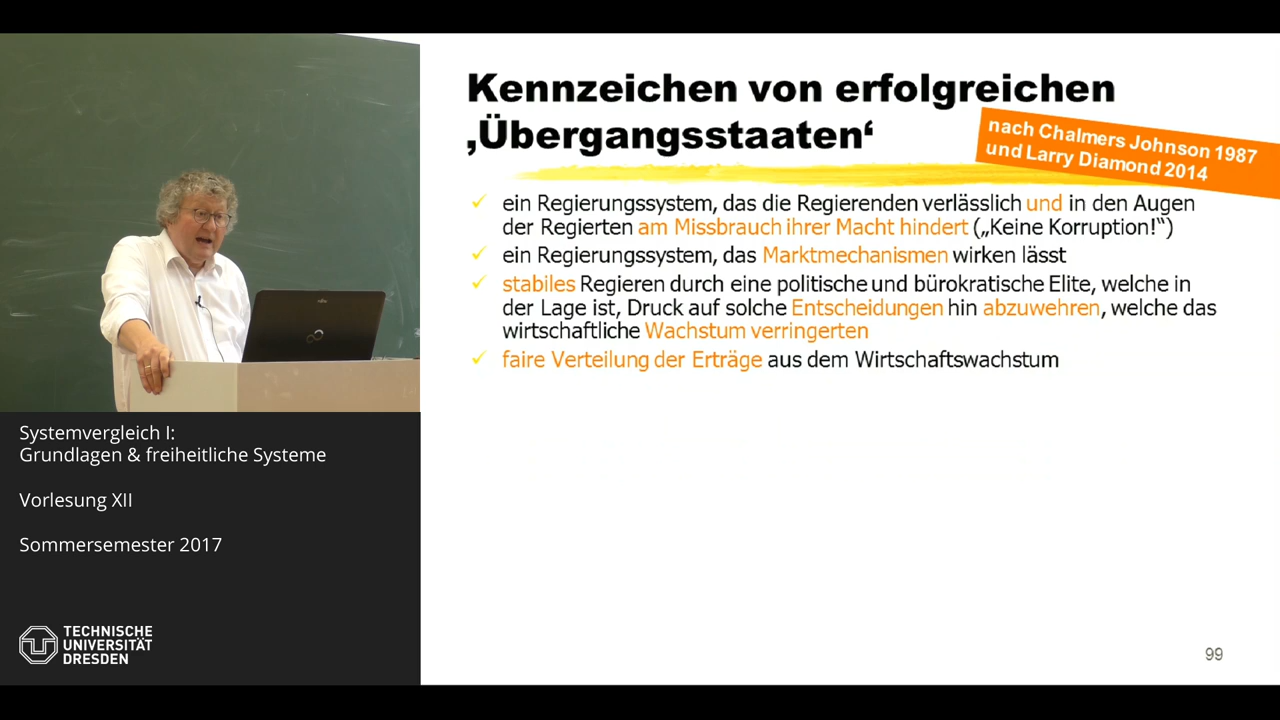 Kennzeichen von erfolgreichen
‚Übergangsstaaten‘
nach Chalmers Johnson 1987
und Larry Diamond 2014
ein Regierungssystem, das die Regierenden verlässlich und in den Augen
der Regierten am Missbrauch ihrer Macht hindert („Keine Korruption!“)
ein Regierungssystem, das Marktmechanismen wirken lässt
stabiles Regieren durch eine politische und bürokratische Elite, welche in
der Lage ist, Druck auf solche Entscheidungen hin abzuwehren, welche das
wirtschaftliche Wachstum verringerten
faire Verteilung der Erträge aus dem Wirtschaftswachstum
Systemvergleich I:
Grundlagen & freiheitliche Systeme
Vorlesung XII
Sommersemester 2017
TECHNISCHE
UNIVERSITÄT
DRESDEN
99